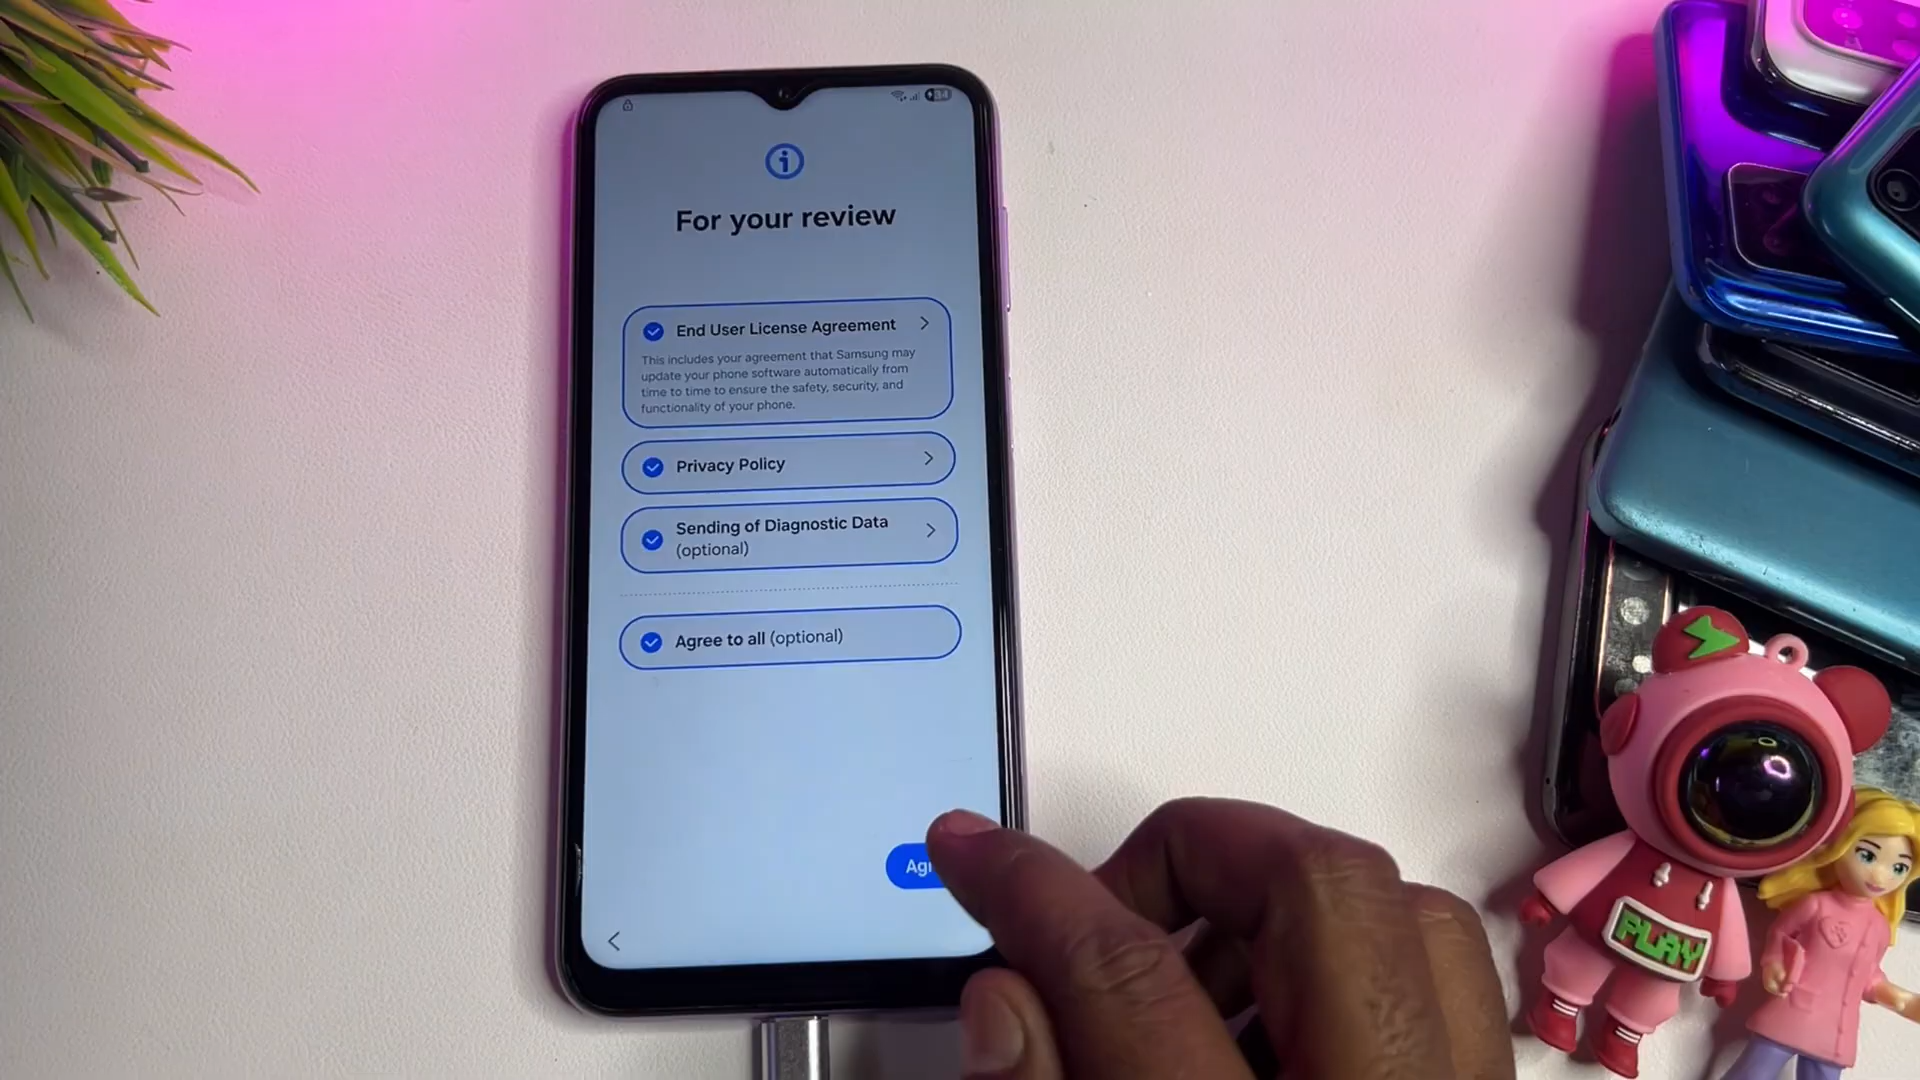 84
For your review
End User License Agreement
This includes your agreement that Samsung may
update your phone software automatically from
time to time to ensure the safety, security, and
functionality of your phone.
Privacy Policy
Sending of Diagnostic Data
(optional)
Agree to all (optional)
Agr
PLAY